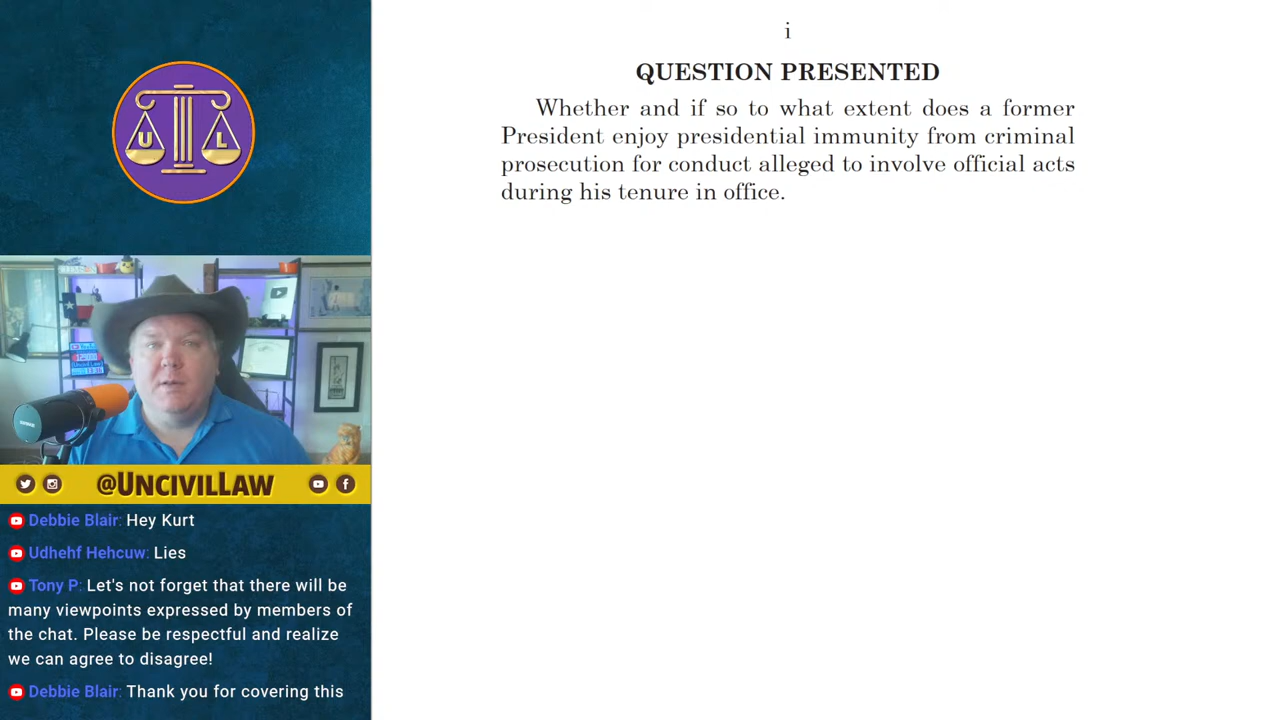 U L
@UNCIVILLAW
Debbie Blair: Hey Kurt
Udhehf Hehcuw: Lies
Tony P: Let's not forget that there will be
many viewpoints expressed by members of
the chat. Please be respectful and realize
we can agree to disagree!
Debbie Blair: Thank you for covering this
i
QUESTION PRESENTED
Whether and if so to what extent does a former
President enjoy presidential immunity from criminal
prosecution for conduct alleged to involve official acts
during his tenure in office.